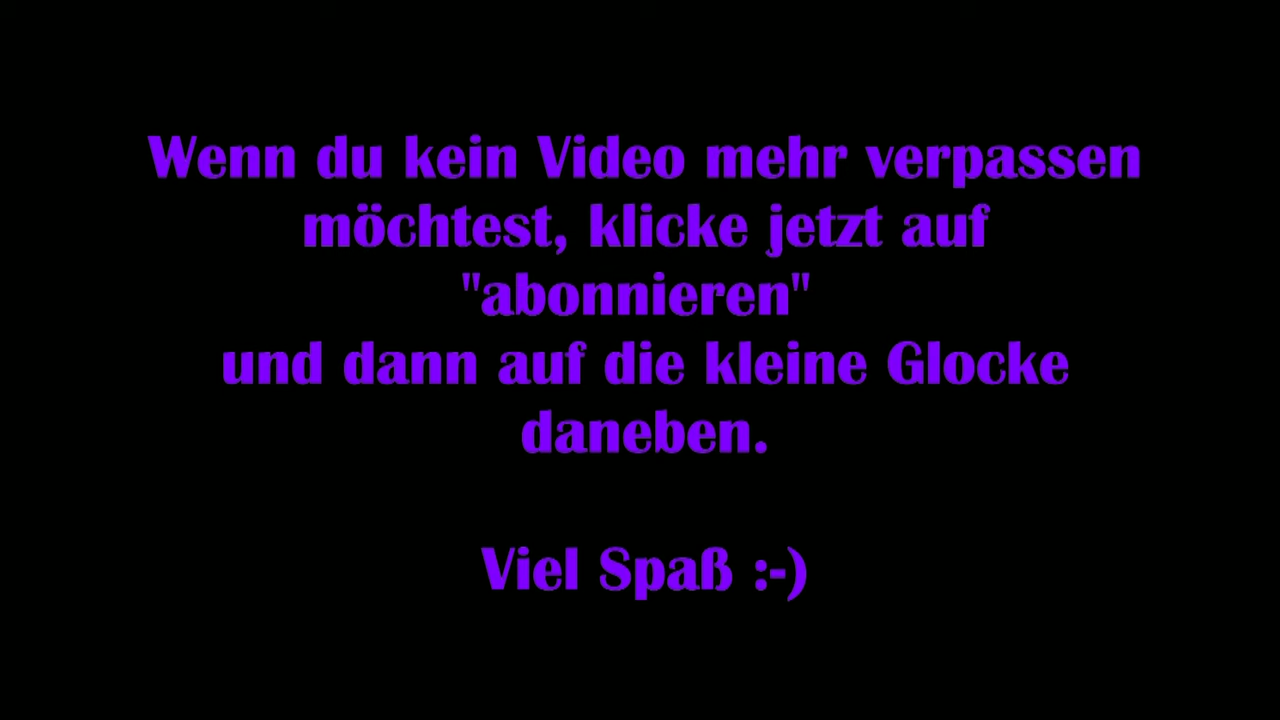 Wenn du kein Video mehr verpassen
möchtest, klicke jetzt auf
"abonnieren"
und dann auf die kleine Glocke
daneben.
Viel Spaß :-)